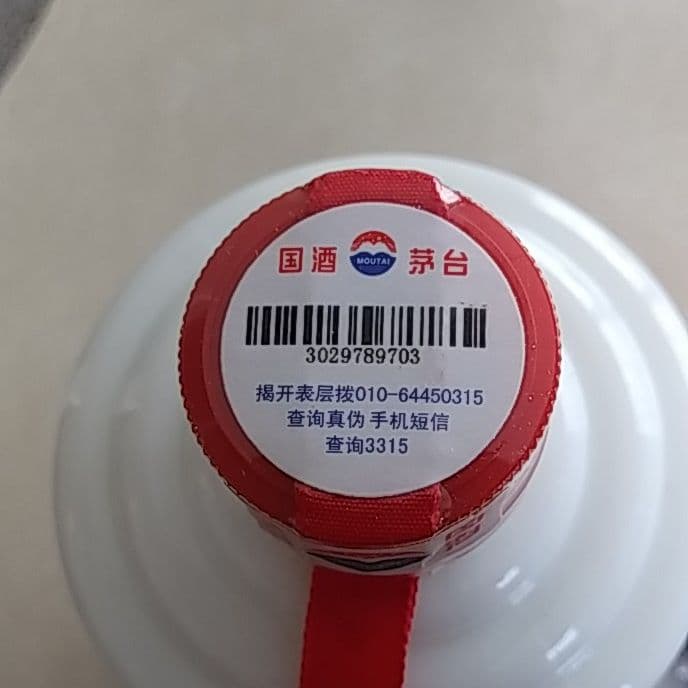 国酒 MOUTAI 茅台
3029789703
揭开表层拨010-64450315
查询真伪 手机短信
查询3315